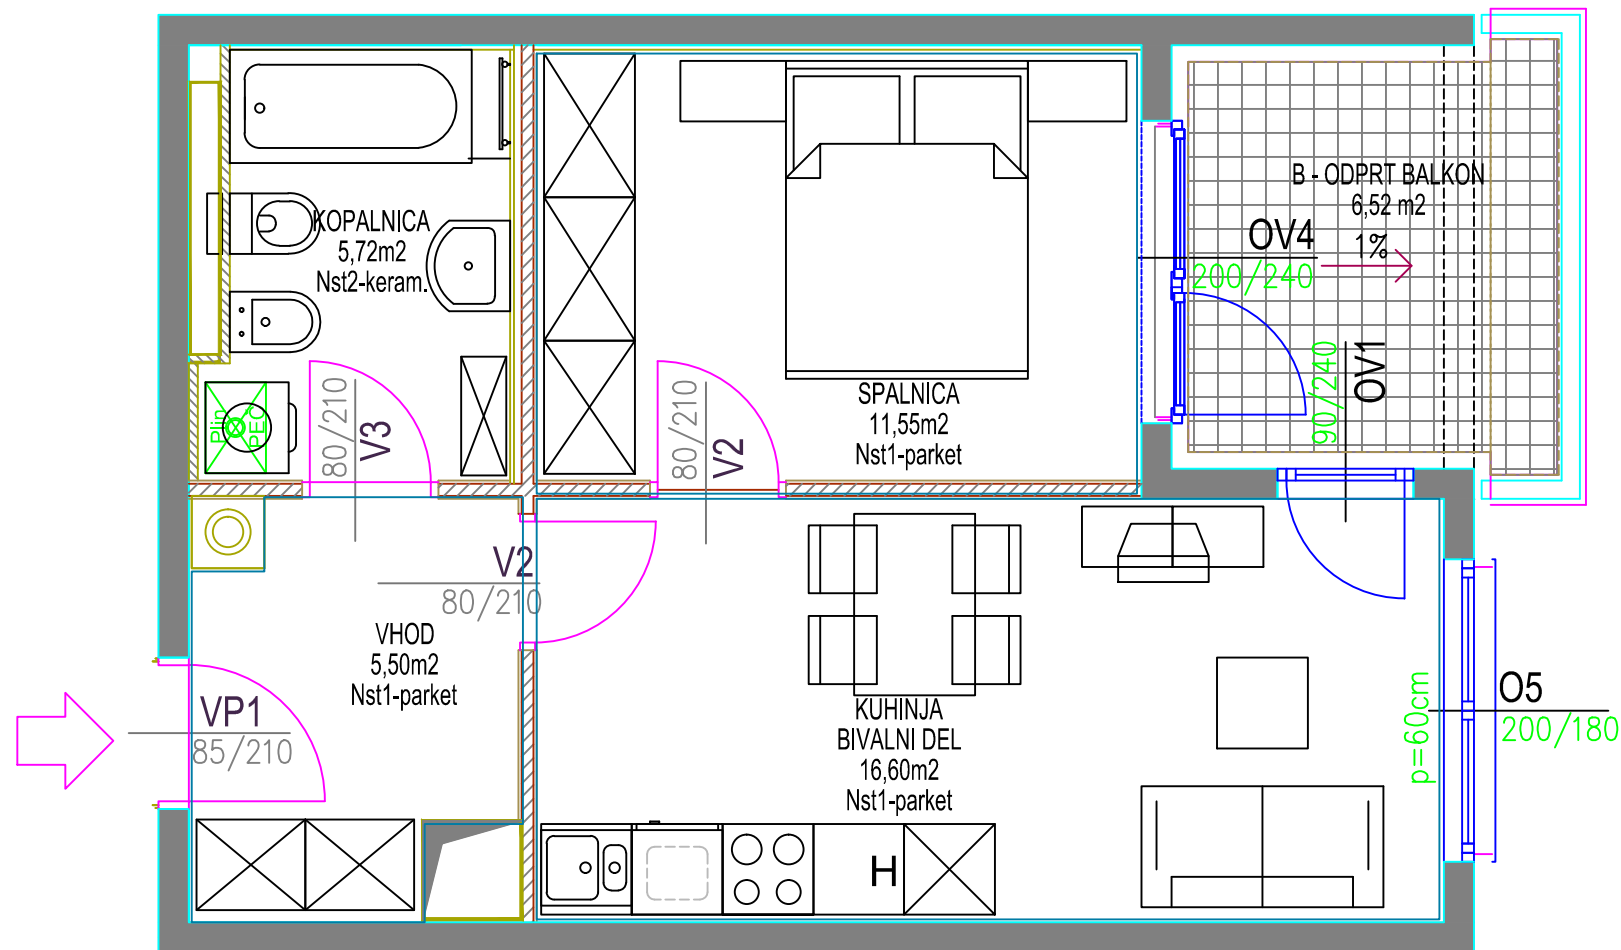 KOPALNICA
5,72m2
Nst2-keram.
B - ODPRT BALKON
6,52 m2
1%
OV4
200/240
90/240
OV1
SPALNICA
11,55m2
Nst1-parket
Plin
PEČ
80/210
V3
80/210
V2
V2
80/210
VHOD
5,50m2
Nst1-parket
VP1
85/210
KUHINJA
BIVALNI DEL
16,60m2
Nst1-parket
H
p=60cm
O5
200/180